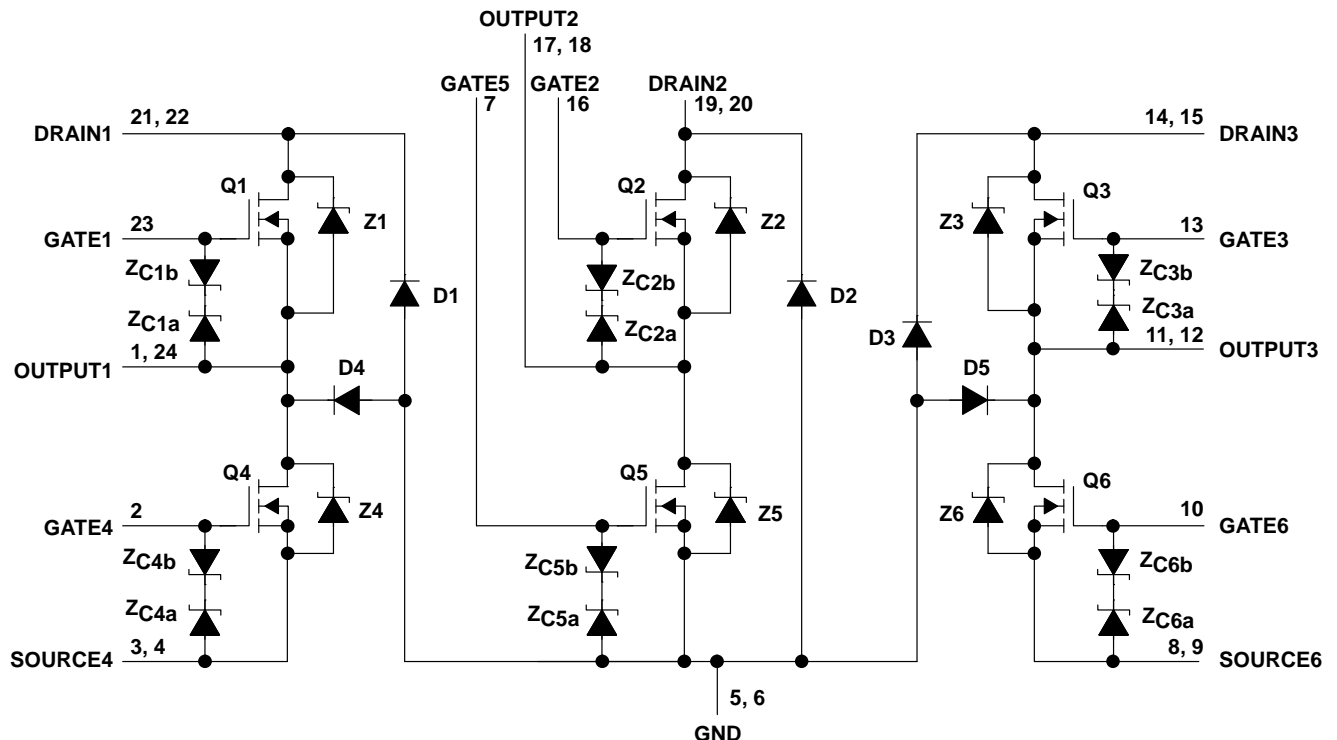 OUTPUT2
17, 18
GATE5
GATE2
DRAIN2
7
16
19, 20
21, 22
14, 15
DRAIN1
DRAIN3
Q1
Q2
Q3
23
Z1
Z2
Z3
13
GATE1
GATE3
ZC1b
ZC2b
ZC3b
D1
D2
ZC1a
ZC2a
ZC3a
D3
1, 24
11, 12
OUTPUT1
OUTPUT3
D4
D5
Q4
Q5
Q6
2
Z4
Z5
Z6
10
GATE4
GATE6
ZC4b
ZC5b
ZC6b
ZC4a
ZC5a
ZC6a
3, 4
8, 9
SOURCE4
SOURCE6
5, 6
GND